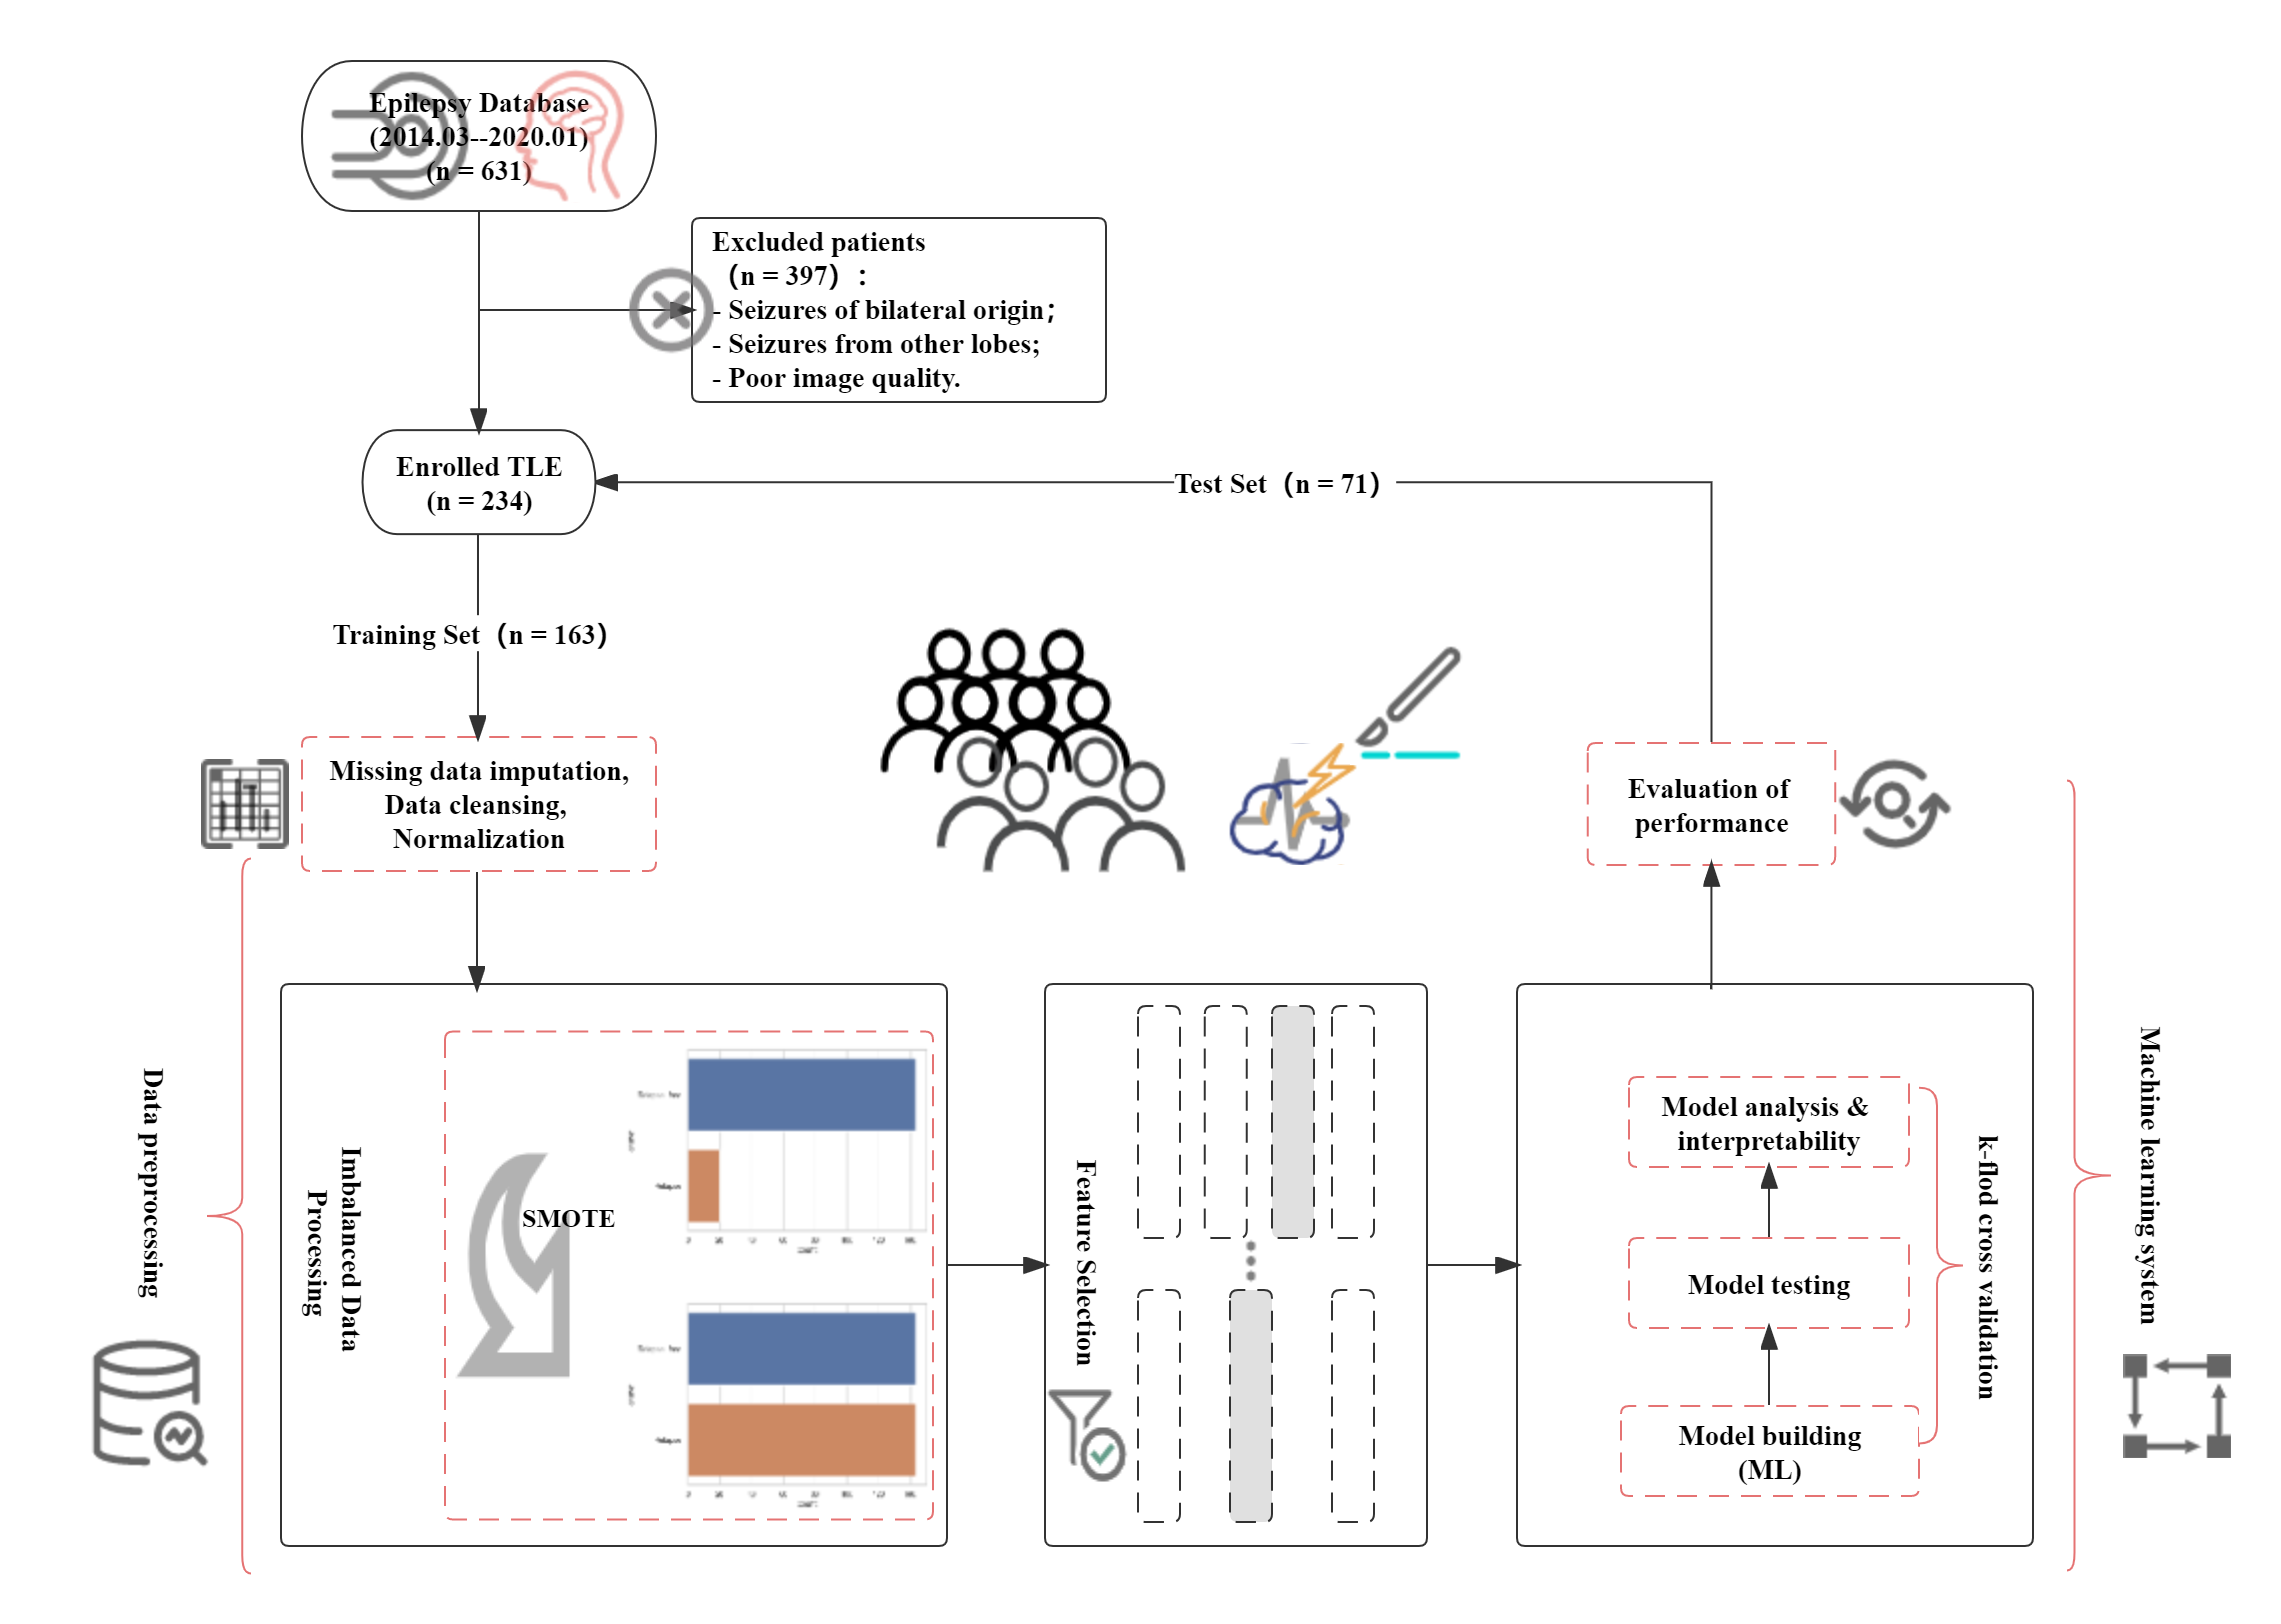 Epilepsy Database
(2014.03--2020.01)
(n = 631)
Excluded patients
（n = 397）：
- Seizures of bilateral origin；
- Seizures from other lobes;
- Poor image quality.
Enrolled TLE
(n = 234)
Test Set（n = 71）
Training Set（n = 163）
Missing data imputation,
Data cleansing,
Normalization
Evaluation of
performance
Data preprocessing
Imbalanced Data
Processing
SMOTE
Feature Selection
Model analysis &
interpretability
Model testing
Model building
(ML)
k-flod cross validation
Machine learning system